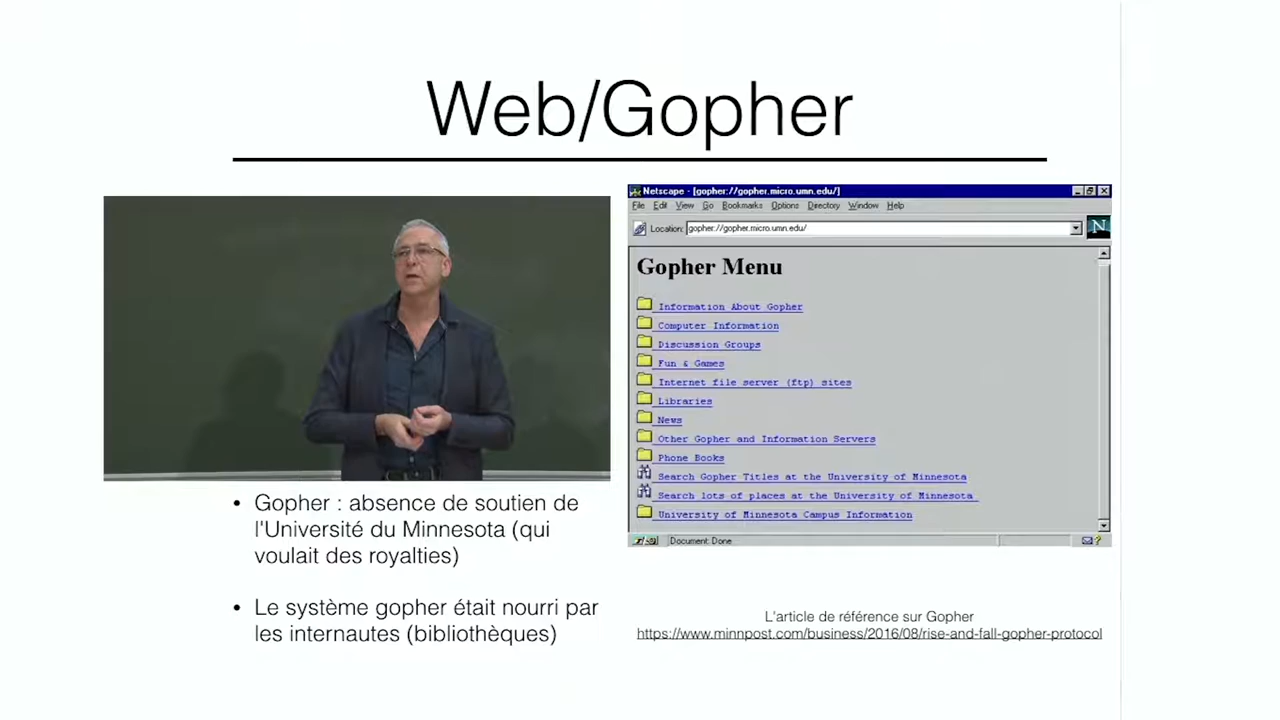 Web/Gopher
Netscape - [gopher://gopher.micro.umn.edu/]
File Edit View Go Bookmarks Options Directory Window Help
Location: gopher://gopher.micro.umn.edu/
N
Gopher Menu
Information About Gopher
Computer Information
Discussion Groups
Fun & Games
Internet file server (ftp) sites
Libraries
News
Other Gopher and Information Servers
Phone Books
Search Gopher Titles at the University of Minnesota
Search lots of places at the University of Minnesota
University of Minnesota Campus Information
Document: Done
• Gopher : absence de soutien de
l'Université du Minnesota (qui
voulait des royalties)
• Le système gopher était nourri par
les internautes (bibliothèques)
L'article de référence sur Gopher
https://www.minnpost.com/business/2016/08/rise-and-fall-gopher-protocol